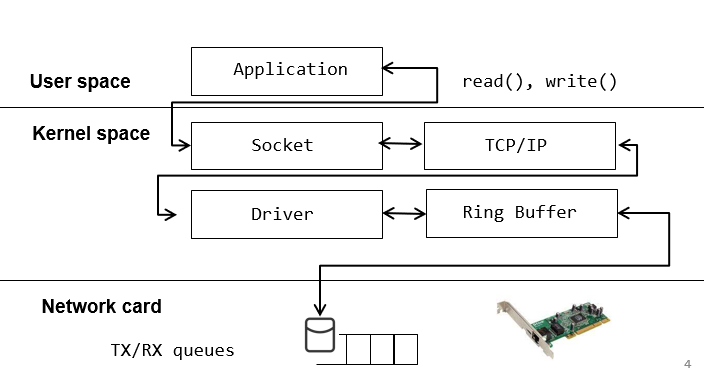 Application
User space
read(), write()
Kernel space
Socket
TCP/IP
Driver
Ring Buffer
Network card
TX/RX queues
4